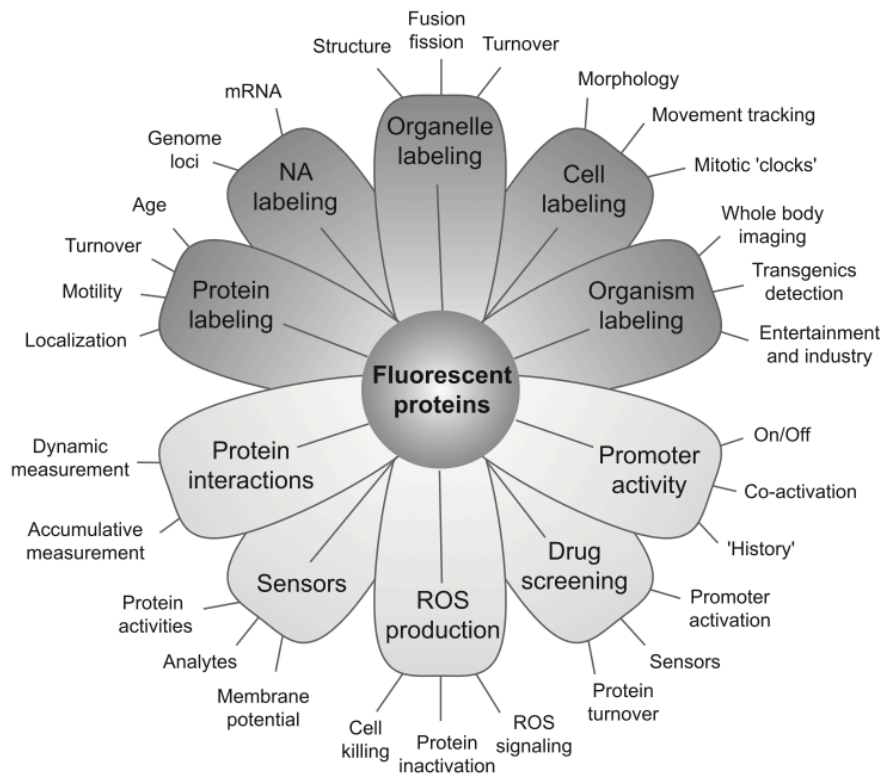 Fusion
fission
Structure
Turnover
Organelle
labeling
Morphology
Movement tracking
Mitotic 'clocks'
Cell
labeling
Whole body
imaging
Transgenics
detection
Entertainment
and industry
Organism
labeling
On/Off
Co-activation
'History'
Promoter
activity
Promoter
activation
Sensors
Protein
turnover
Drug
screening
ROS
signaling
Protein
inactivation
Cell
killing
ROS
production
Membrane
potential
Analytes
Protein
activities
Sensors
Accumulative
measurement
Dynamic
measurement
Protein
interactions
Localization
Motility
Turnover
Age
Protein
labeling
Genome
loci
mRNA
NA
labeling
Fluorescent
proteins